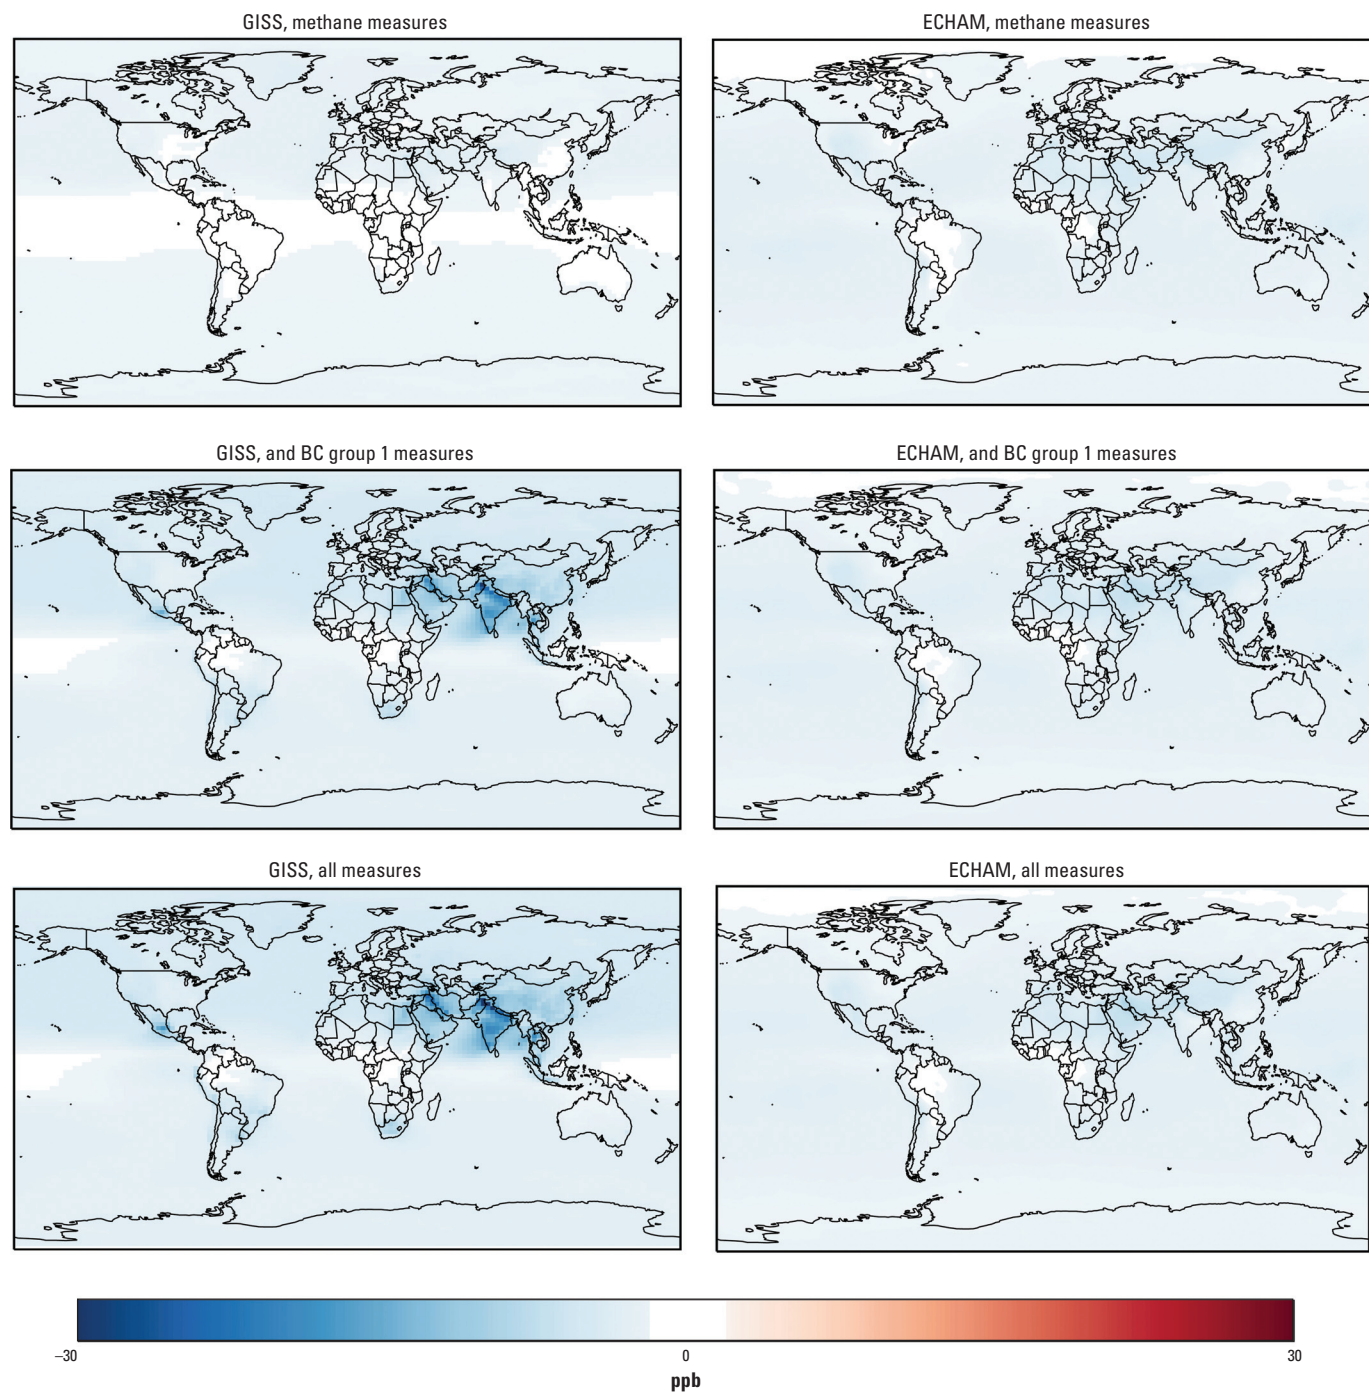 GISS, methane measures
ECHAM, methane measures
GISS, and BC group 1 measures
ECHAM, and BC group 1 measures
GISS, all measures
ECHAM, all measures
–30
0
30
ppb